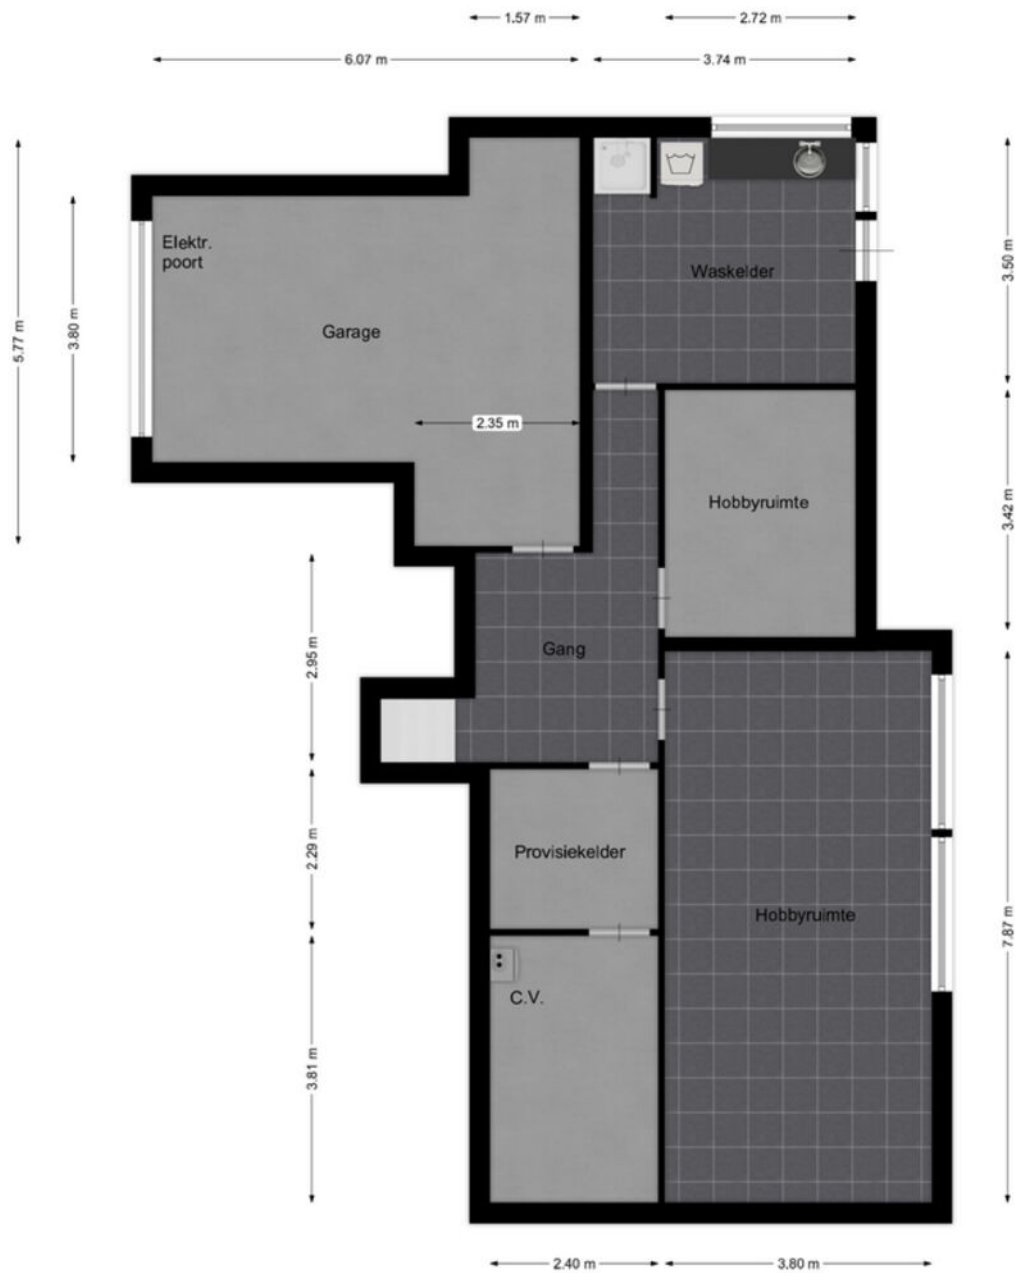 1.57 m
2.72 m
6.07 m
3.74 m
Elektr.
poort
Waskelder
3.50 m
5.77 m
3.80 m
Garage
2.35 m
Hobbyruimte
3.42 m
Gang
2.95 m
Provisiekelder
2.29 m
Hobbyruimte
7.87 m
C.V.
3.81 m
2.40 m
3.80 m